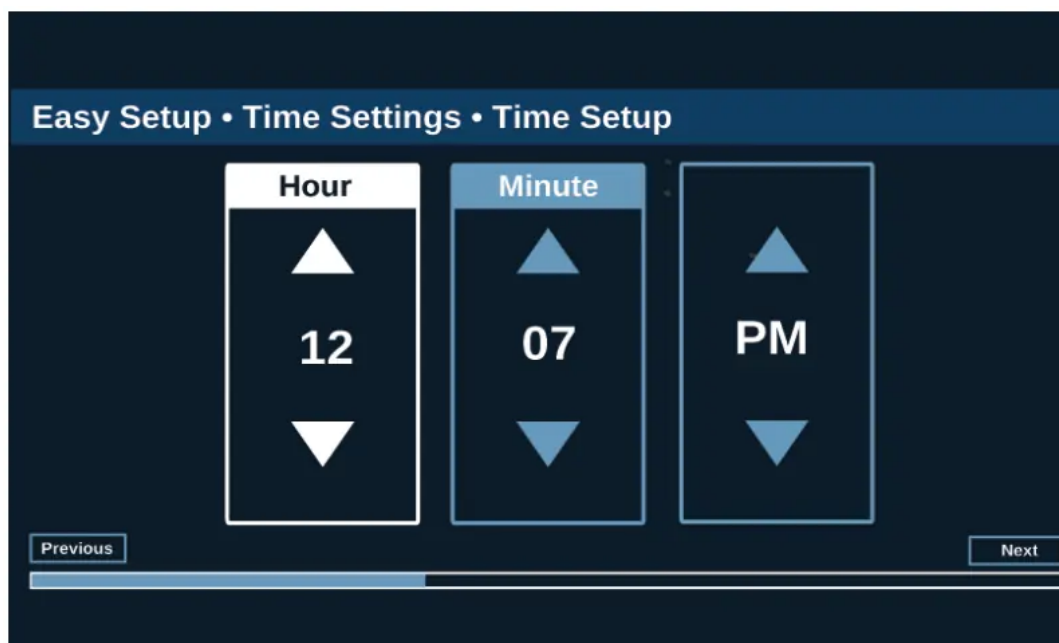 Easy Setup • Time Settings • Time Setup
Hour
Minute
12
07
PM
Previous
Next